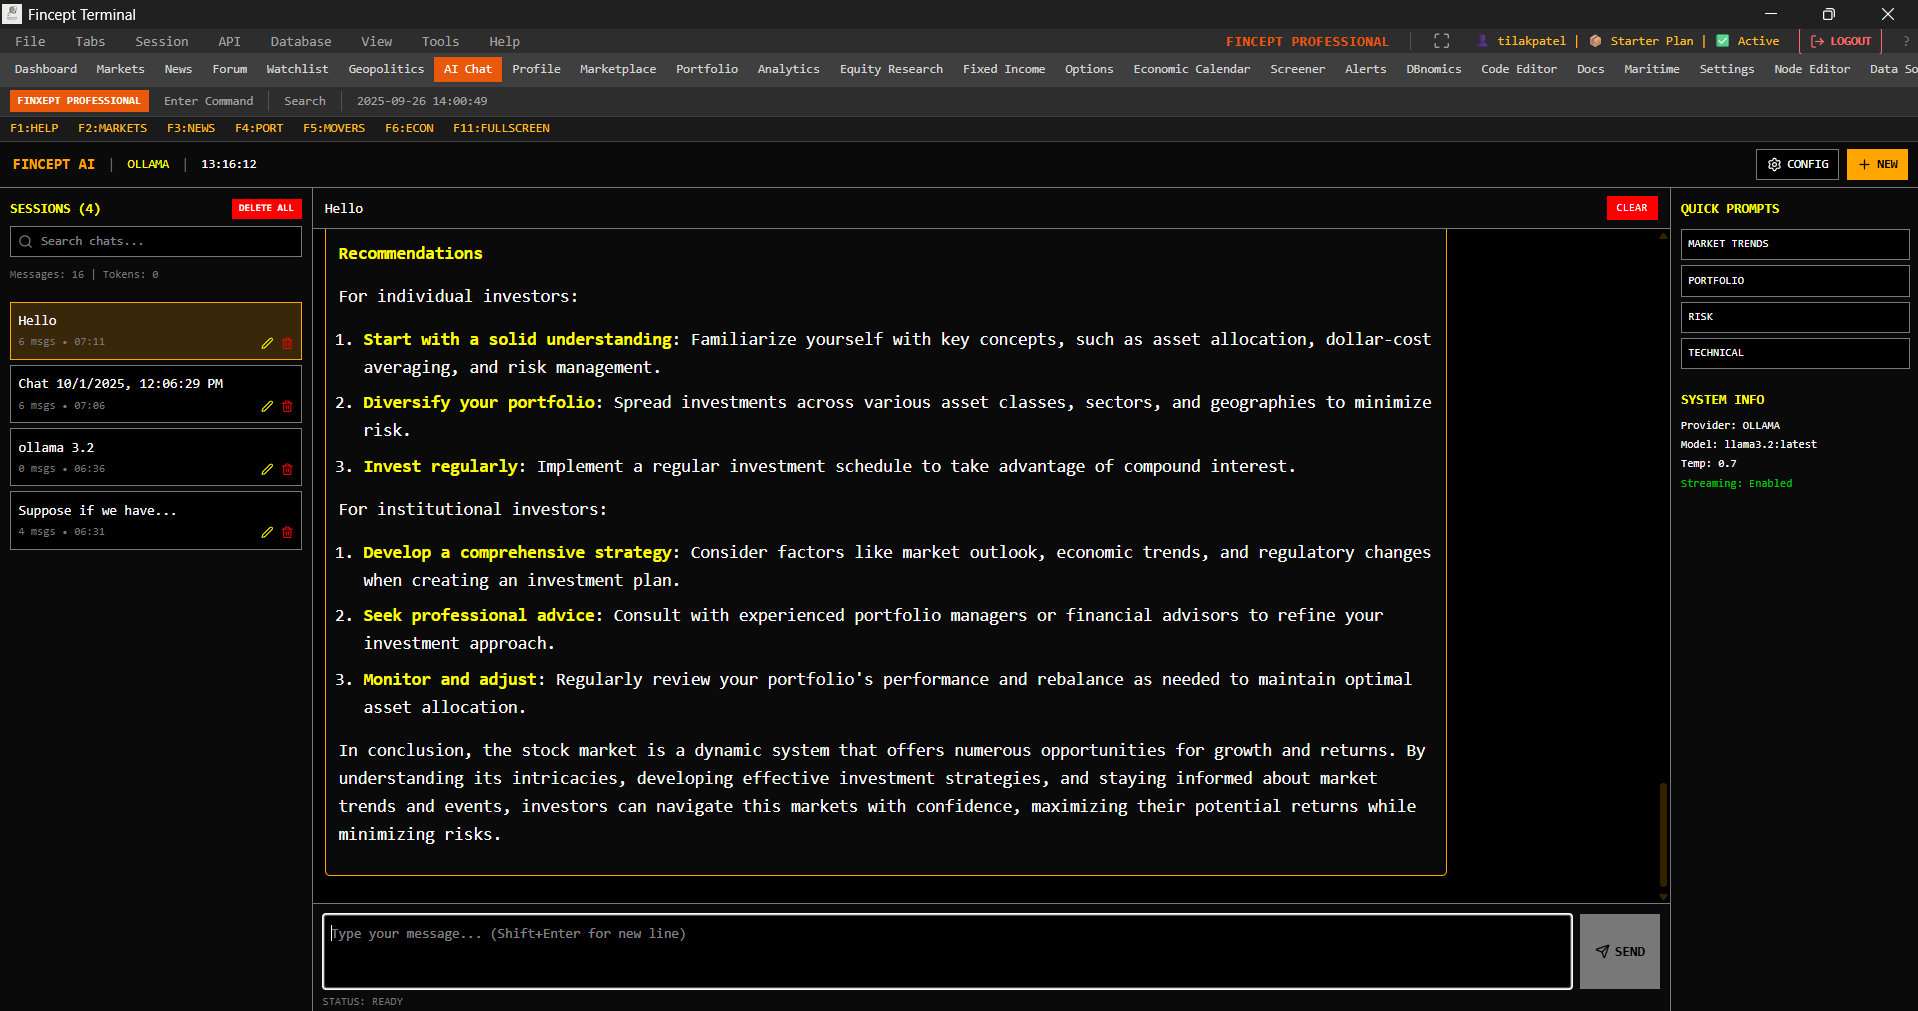 Fincept Terminal
File Tabs Session API Database View Tools Help
FINCEPT PROFESSIONAL
tilakpatel | Starter Plan | Active
LOGOUT
?
Dashboard Markets News Forum Watchlist Geopolitics AI Chat Profile Marketplace Portfolio Analytics Equity Research Fixed Income Options Economic Calendar Screener Alerts DBnomics Code Editor Docs Maritime Settings Node Editor Data So
FINXEPT PROFESSIONAL Enter Command Search 2025-09-26 14:00:49
F1:HELP F2:MARKETS F3:NEWS F4:PORT F5:MOVERS F6:ECON F11:FULLSCREEN
FINCEPT AI | OLLAMA | 13:16:12
CONFIG
+ NEW
SESSIONS (4)
DELETE ALL
Search chats...
Messages: 16 | Tokens: 0
Hello
6 msgs • 07:11
Chat 10/1/2025, 12:06:29 PM
6 msgs • 07:06
ollama 3.2
0 msgs • 06:36
Suppose if we have...
4 msgs • 06:31
Hello
CLEAR
Recommendations
For individual investors:
1. Start with a solid understanding: Familiarize yourself with key concepts, such as asset allocation, dollar-cost
averaging, and risk management.
2. Diversify your portfolio: Spread investments across various asset classes, sectors, and geographies to minimize
risk.
3. Invest regularly: Implement a regular investment schedule to take advantage of compound interest.
For institutional investors:
1. Develop a comprehensive strategy: Consider factors like market outlook, economic trends, and regulatory changes
when creating an investment plan.
2. Seek professional advice: Consult with experienced portfolio managers or financial advisors to refine your
investment approach.
3. Monitor and adjust: Regularly review your portfolio's performance and rebalance as needed to maintain optimal
asset allocation.
In conclusion, the stock market is a dynamic system that offers numerous opportunities for growth and returns. By
understanding its intricacies, developing effective investment strategies, and staying informed about market
trends and events, investors can navigate this markets with confidence, maximizing their potential returns while
minimizing risks.
Type your message... (Shift+Enter for new line)
SEND
STATUS: READY
QUICK PROMPTS
MARKET TRENDS
PORTFOLIO
RISK
TECHNICAL
SYSTEM INFO
Provider: OLLAMA
Model: llama3.2:latest
Temp: 0.7
Streaming: Enabled